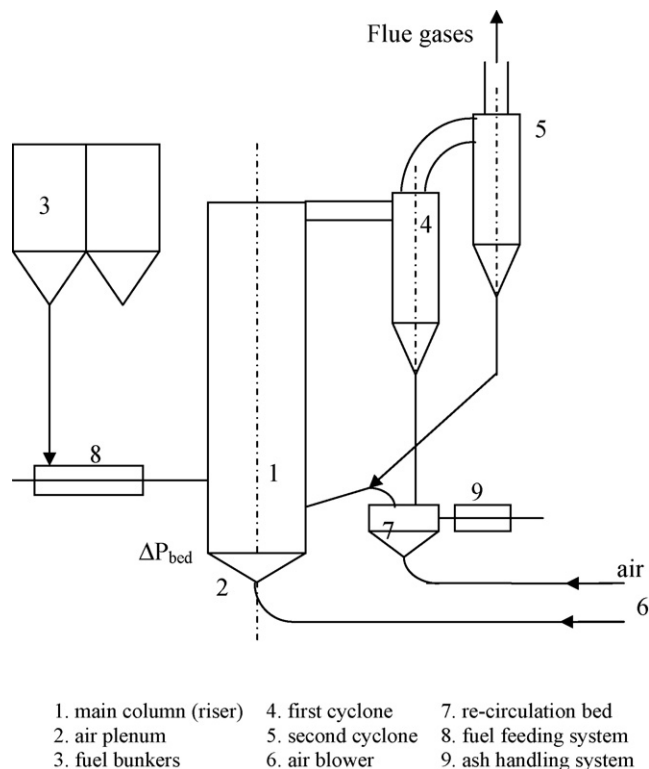 Flue gases
5
3
4
8
1
9
7
ΔPbed
2
air
6
1. main column (riser) 4. first cyclone 7. re-circulation bed
2. air plenum 5. second cyclone 8. fuel feeding system
3. fuel bunkers 6. air blower 9. ash handling system